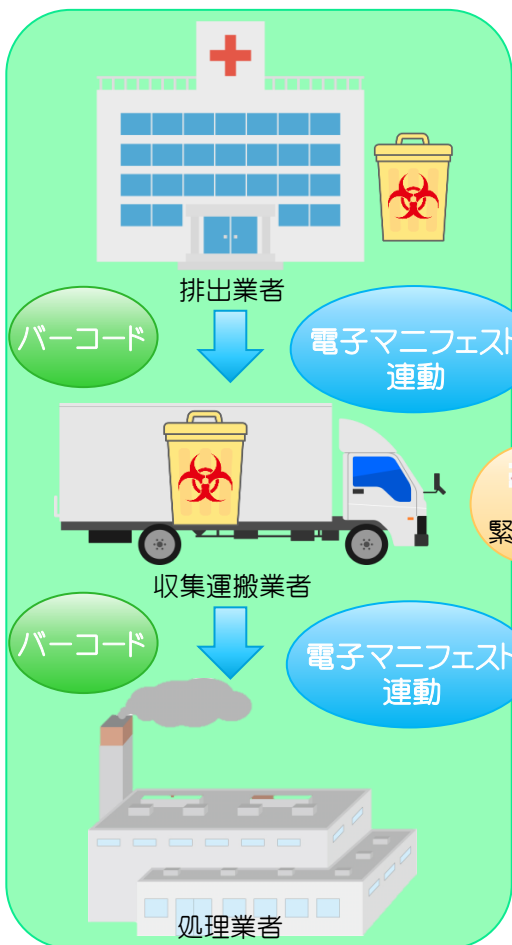 排出業者
バーコード
電子マニフェスト
連動
緊
収集運搬業者
バーコード
電子マニフェスト
連動
処理業者